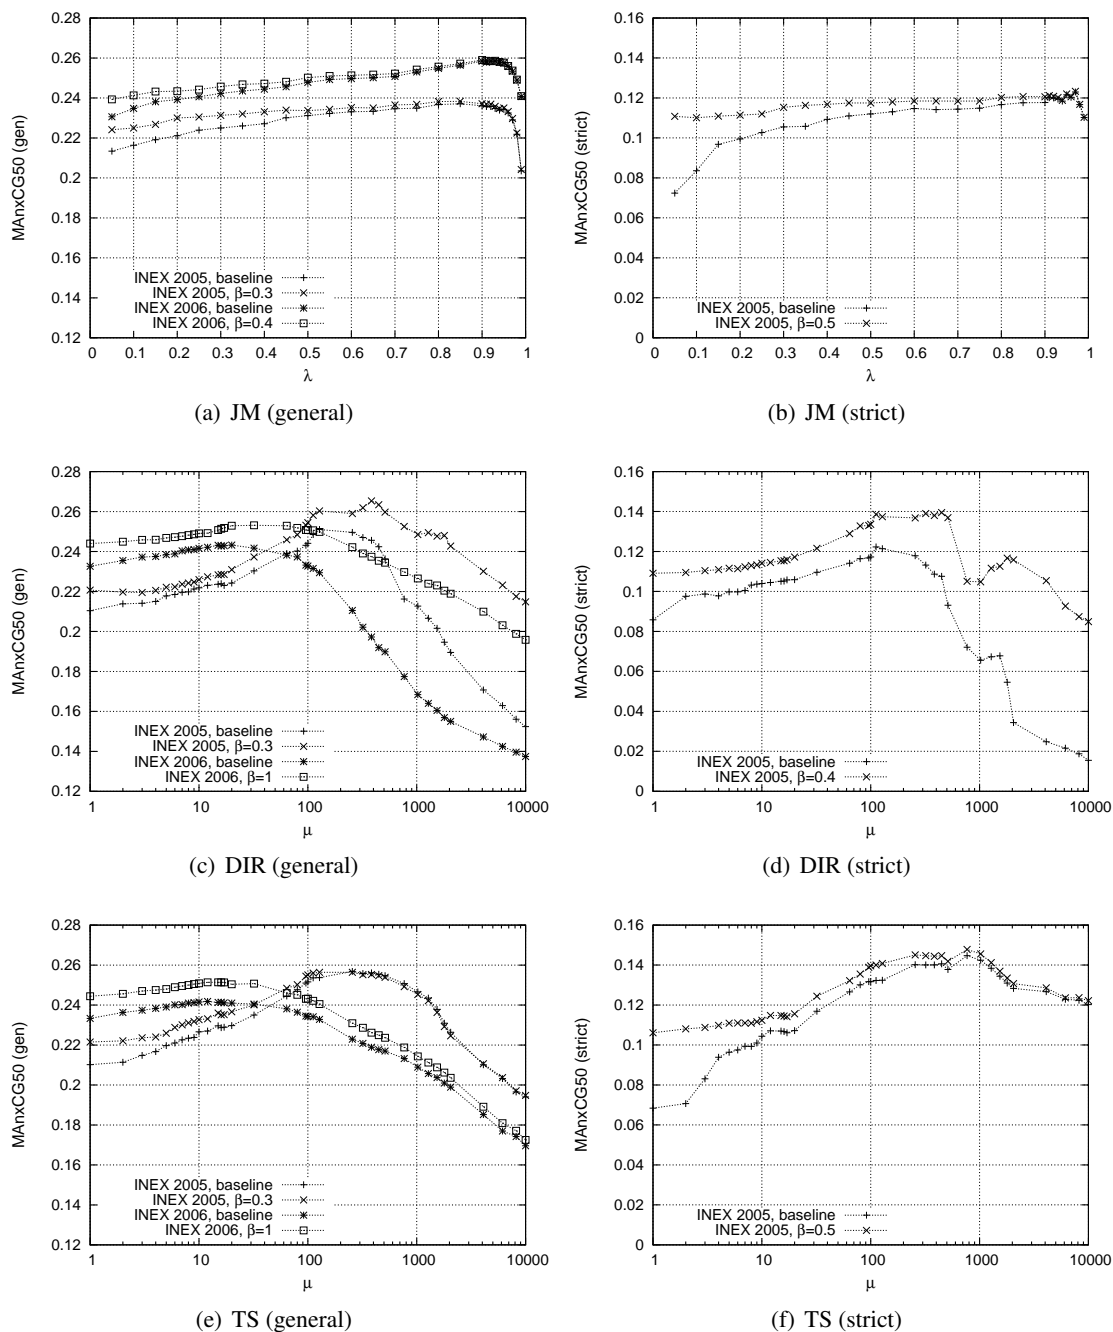 0.28
0.26
0.24
0.22
0.2
0.18
0.16
0.14
0.12
MAnxCG50 (gen)
INEX 2005, baseline
INEX 2005, β=0.3
INEX 2006, baseline
INEX 2006, β=0.4
0 0.1 0.2 0.3 0.4 0.5 0.6 0.7 0.8 0.9 1
λ
(a) JM (general)
0.16
0.14
0.12
0.1
0.08
0.06
0.04
0.02
0
MAnxCG50 (strict)
INEX 2005, baseline
INEX 2005, β=0.5
0 0.1 0.2 0.3 0.4 0.5 0.6 0.7 0.8 0.9 1
λ
(b) JM (strict)
0.28
0.26
0.24
0.22
0.2
0.18
0.16
0.14
0.12
MAnxCG50 (gen)
INEX 2005, baseline
INEX 2005, β=0.3
INEX 2006, baseline
INEX 2006, β=1
1 10 100 1000 10000
μ
(c) DIR (general)
0.16
0.14
0.12
0.1
0.08
0.06
0.04
0.02
0
MAnxCG50 (strict)
INEX 2005, baseline
INEX 2005, β=0.4
1 10 100 1000 10000
μ
(d) DIR (strict)
0.28
0.26
0.24
0.22
0.2
0.18
0.16
0.14
0.12
MAnxCG50 (gen)
INEX 2005, baseline
INEX 2005, β=0.3
INEX 2006, baseline
INEX 2006, β=1
1 10 100 1000 10000
μ
(e) TS (general)
0.16
0.14
0.12
0.1
0.08
0.06
0.04
0.02
0
MAnxCG50 (strict)
INEX 2005, baseline
INEX 2005, β=0.5
1 10 100 1000 10000
μ
(f) TS (strict)